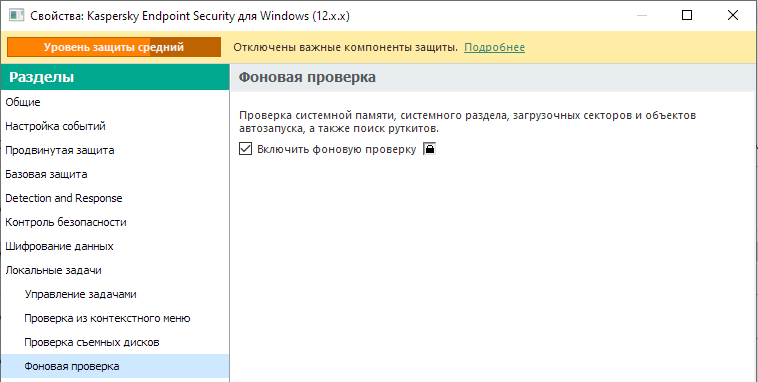 Свойства: Kaspersky Endpoint Security для Windows (12.x.x)
Уровень защиты средний
Отключены важные компоненты защиты. Подробнее
Разделы
Общие
Настройка событий
Продвинутая защита
Базовая защита
Detection and Response
Контроль безопасности
Шифрование данных
Локальные задачи
Управление задачами
Проверка из контекстного меню
Проверка съемных дисков
Фоновая проверка
Фоновая проверка
Проверка системной памяти, системного раздела, загрузочных секторов и объектов
автозапуска, а также поиск руткитов.
Включить фоновую проверку